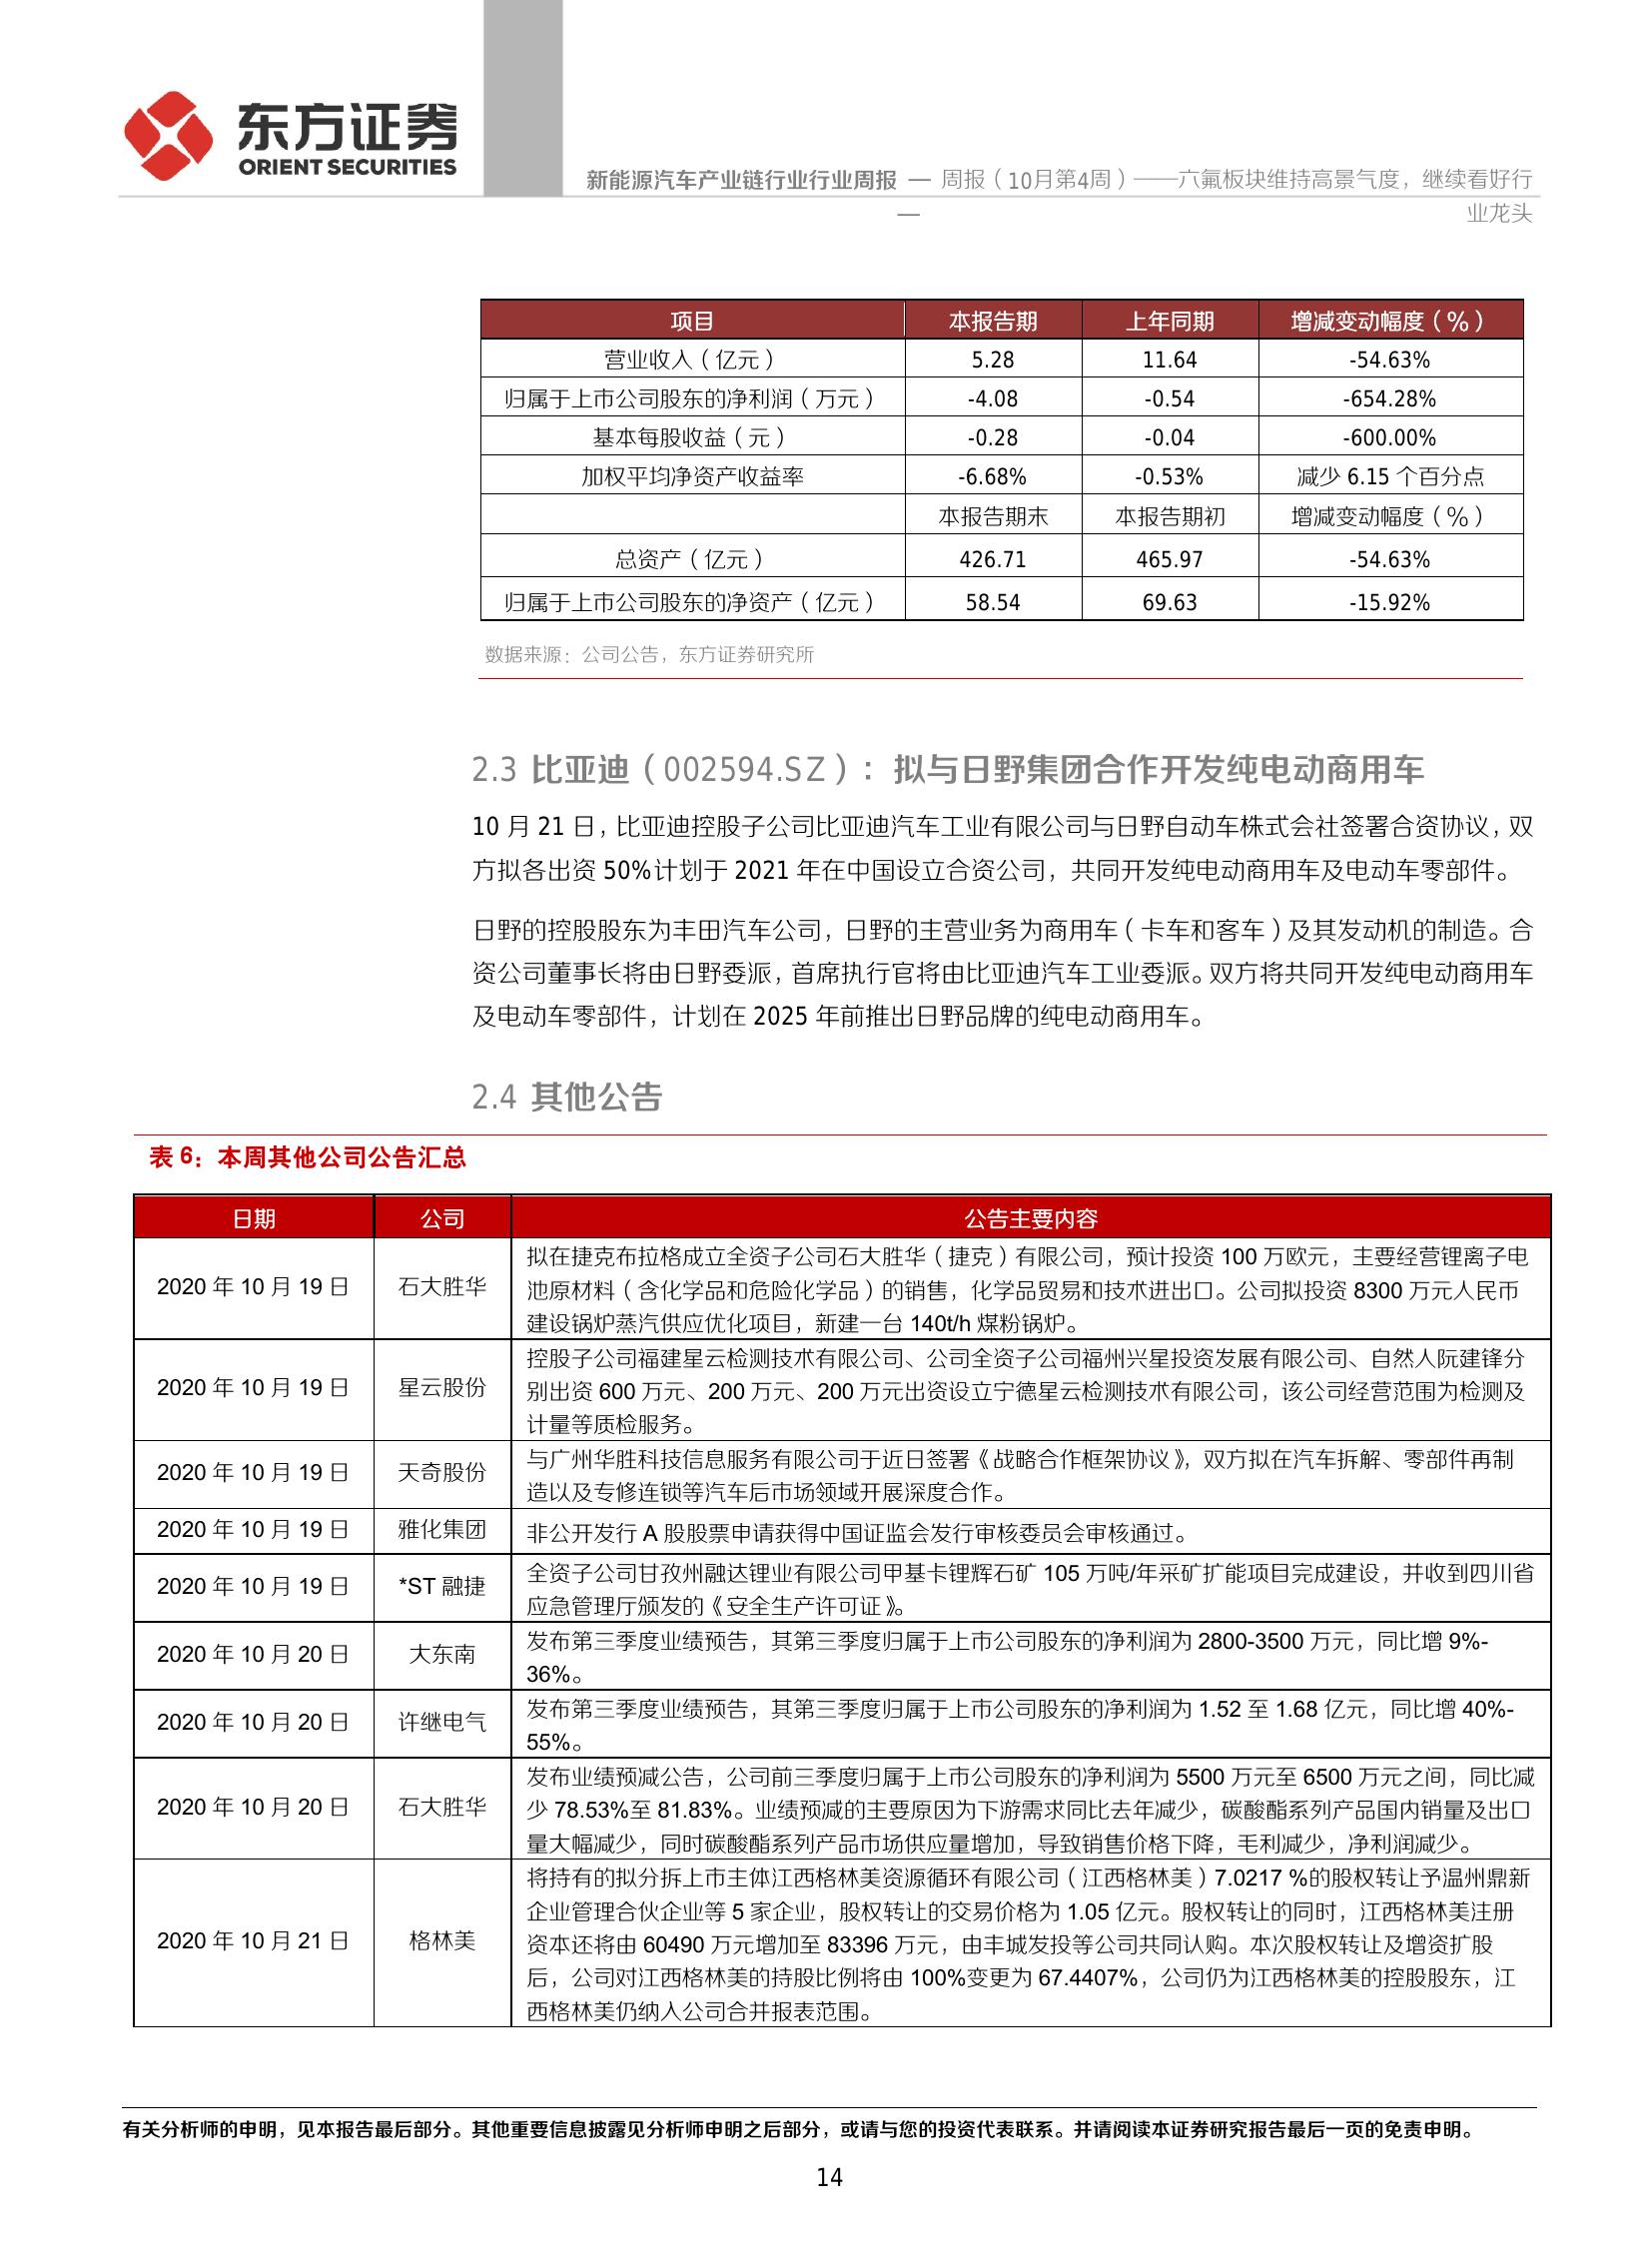 东方证券
ORIENT SECURITIES
新能源汽车产业链行业行业周报 — 周报（10月第4周）——六氟板块维持高景气度，继续看好行
—
业龙头
项目 本报告期 上年同期 增减变动幅度（%）
营业收入（亿元） 5.28 11.64 -54.63%
归属于上市公司股东的净利润（万元） -4.08 -0.54 -654.28%
基本每股收益（元） -0.28 -0.04 -600.00%
加权平均净资产收益率 -6.68% -0.53% 减少 6.15 个百分点
本报告期末 本报告期初 增减变动幅度（%）
总资产（亿元） 426.71 465.97 -54.63%
归属于上市公司股东的净资产（亿元） 58.54 69.63 -15.92%
数据来源：公司公告，东方证券研究所
2.3 比亚迪（002594.SZ）：拟与日野集团合作开发纯电动商用车
10 月 21 日，比亚迪控股子公司比亚迪汽车工业有限公司与日野自动车株式会社签署合资协议，双
方拟各出资 50%计划于 2021 年在中国设立合资公司，共同开发纯电动商用车及电动车零部件。
日野的控股股东为丰田汽车公司，日野的主营业务为商用车（卡车和客车）及其发动机的制造。合
资公司董事长将由日野委派，首席执行官将由比亚迪汽车工业委派。双方将共同开发纯电动商用车
及电动车零部件，计划在 2025 年前推出日野品牌的纯电动商用车。
2.4 其他公告
表 6：本周其他公司公告汇总
日期 公司 公告主要内容
2020 年 10 月 19 日 石大胜华 拟在捷克布拉格成立全资子公司石大胜华（捷克）有限公司，预计投资 100 万欧元，主要经营锂离子电
池原材料（含化学品和危险化学品）的销售，化学品贸易和技术进出口。公司拟投资 8300 万元人民币
建设锅炉蒸汽供应优化项目，新建一台 140t/h 煤粉锅炉。
2020 年 10 月 19 日 星云股份 控股子公司福建星云检测技术有限公司、公司全资子公司福州兴星投资发展有限公司、自然人阮建锋分
别出资 600 万元、200 万元、200 万元出资设立宁德星云检测技术有限公司，该公司经营范围为检测及
计量等质检服务。
2020 年 10 月 19 日 天奇股份 与广州华胜科技信息服务有限公司于近日签署《战略合作框架协议》，双方拟在汽车拆解、零部件再制
造以及专修连锁等汽车后市场领域开展深度合作。
2020 年 10 月 19 日 雅化集团 非公开发行 A 股股票申请获得中国证监会发行审核委员会审核通过。
2020 年 10 月 19 日 *ST 融捷 全资子公司甘孜州融达锂业有限公司甲基卡锂辉石矿 105 万吨/年采矿扩能项目完成建设，并收到四川省
应急管理厅颁发的《安全生产许可证》。
2020 年 10 月 20 日 大东南 发布第三季度业绩预告，其第三季度归属于上市公司股东的净利润为 2800-3500 万元，同比增 9%-
36%。
2020 年 10 月 20 日 许继电气 发布第三季度业绩预告，其第三季度归属于上市公司股东的净利润为 1.52 至 1.68 亿元，同比增 40%-
55%。
2020 年 10 月 20 日 石大胜华 发布业绩预减公告，公司前三季度归属于上市公司股东的净利润为 5500 万元至 6500 万元之间，同比减
少 78.53%至 81.83%。业绩预减的主要原因为下游需求同比去年减少，碳酸酯系列产品国内销量及出口
量大幅减少，同时碳酸酯系列产品市场供应量增加，导致销售价格下降，毛利减少，净利润减少。
2020 年 10 月 21 日 格林美 将持有的拟分拆上市主体江西格林美资源循环有限公司（江西格林美）7.0217 %的股权转让予温州鼎新
企业管理合伙企业等 5 家企业，股权转让的交易价格为 1.05 亿元。股权转让的同时，江西格林美注册
资本还将由 60490 万元增加至 83396 万元，由丰城发投等公司共同认购。本次股权转让及增资扩股
后，公司对江西格林美的持股比例将由 100%变更为 67.4407%，公司仍为江西格林美的控股股东，江
西格林美仍纳入公司合并报表范围。
有关分析师的申明，见本报告最后部分。其他重要信息披露见分析师申明之后部分，或请与您的投资代表联系。并请阅读本证券研究报告最后一页的免责申明。
14